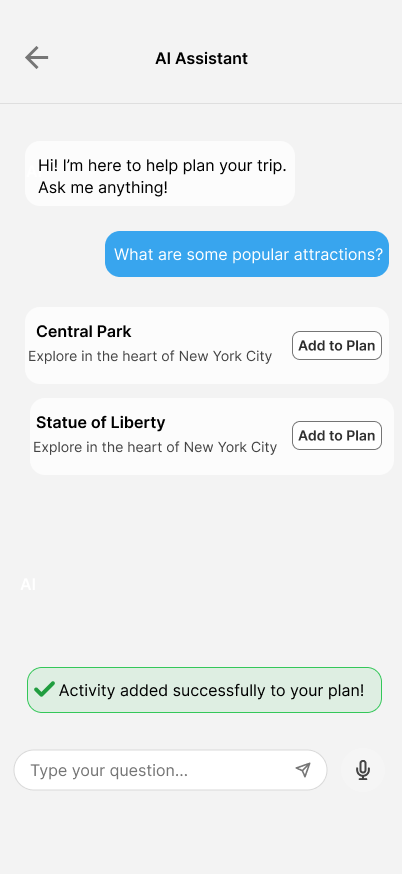 AI Assistant
Hi! I’m here to help plan your trip.
Ask me anything!
What are some popular attractions?
Central Park
Explore in the heart of New York City
Add to Plan
Statue of Liberty
Explore in the heart of New York City
Add to Plan
AI
Activity added successfully to your plan!
Type your question...